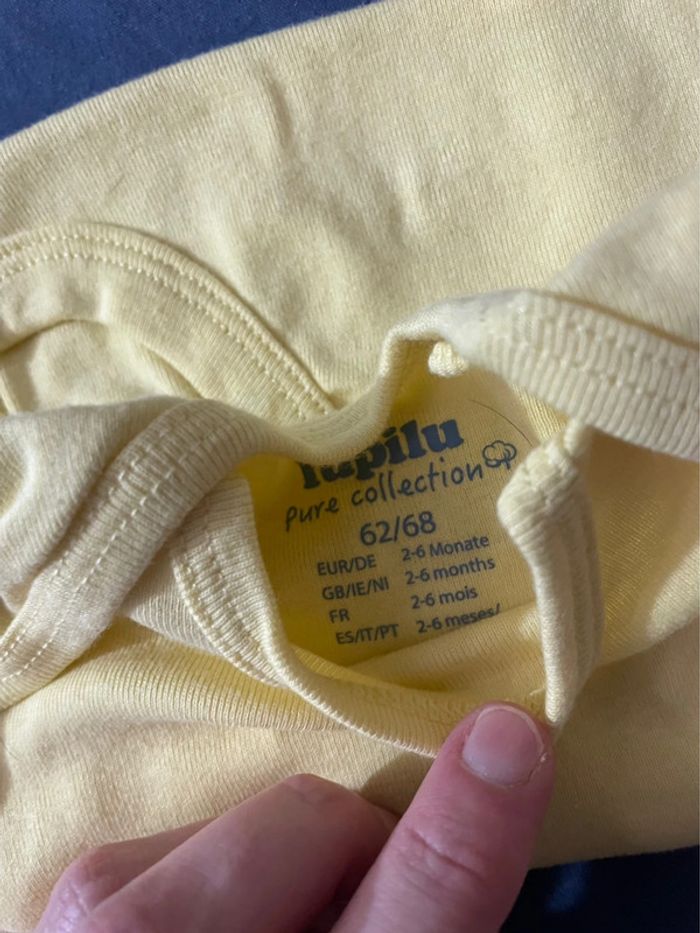 lupilu
pure collection
62/68
EUR/DE 2-6 Monate
GB/IE/NI 2-6 months
FR 2-6 mois
ES/IT/PT 2-6 meses/